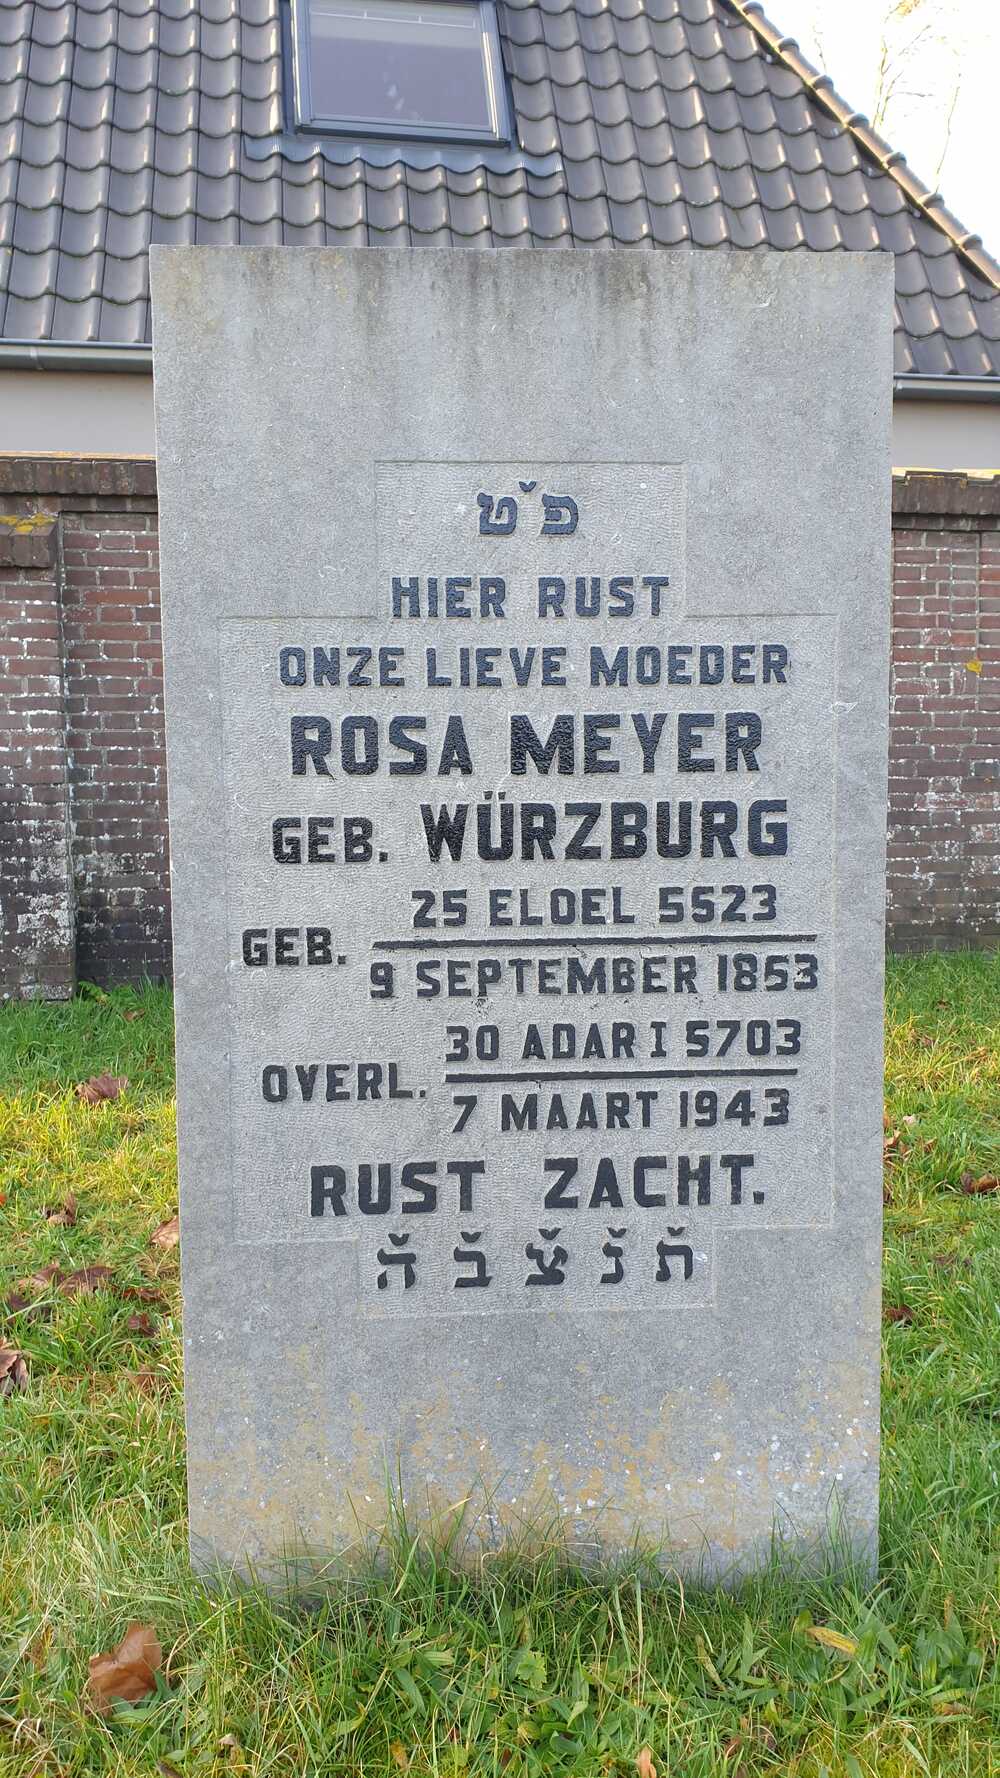 פˇט
HIER RUST
ONZE LIEVE MOEDER
ROSA MEYER
GEB. WÜRZBURG
25 ELOEL 5523
GEB.
9 SEPTEMBER 1853
30 ADAR I 5703
OVERL.
7 MAART 1943
RUST ZACHT.
ת̌ נ̌ צ̌ ב̌ ה̌